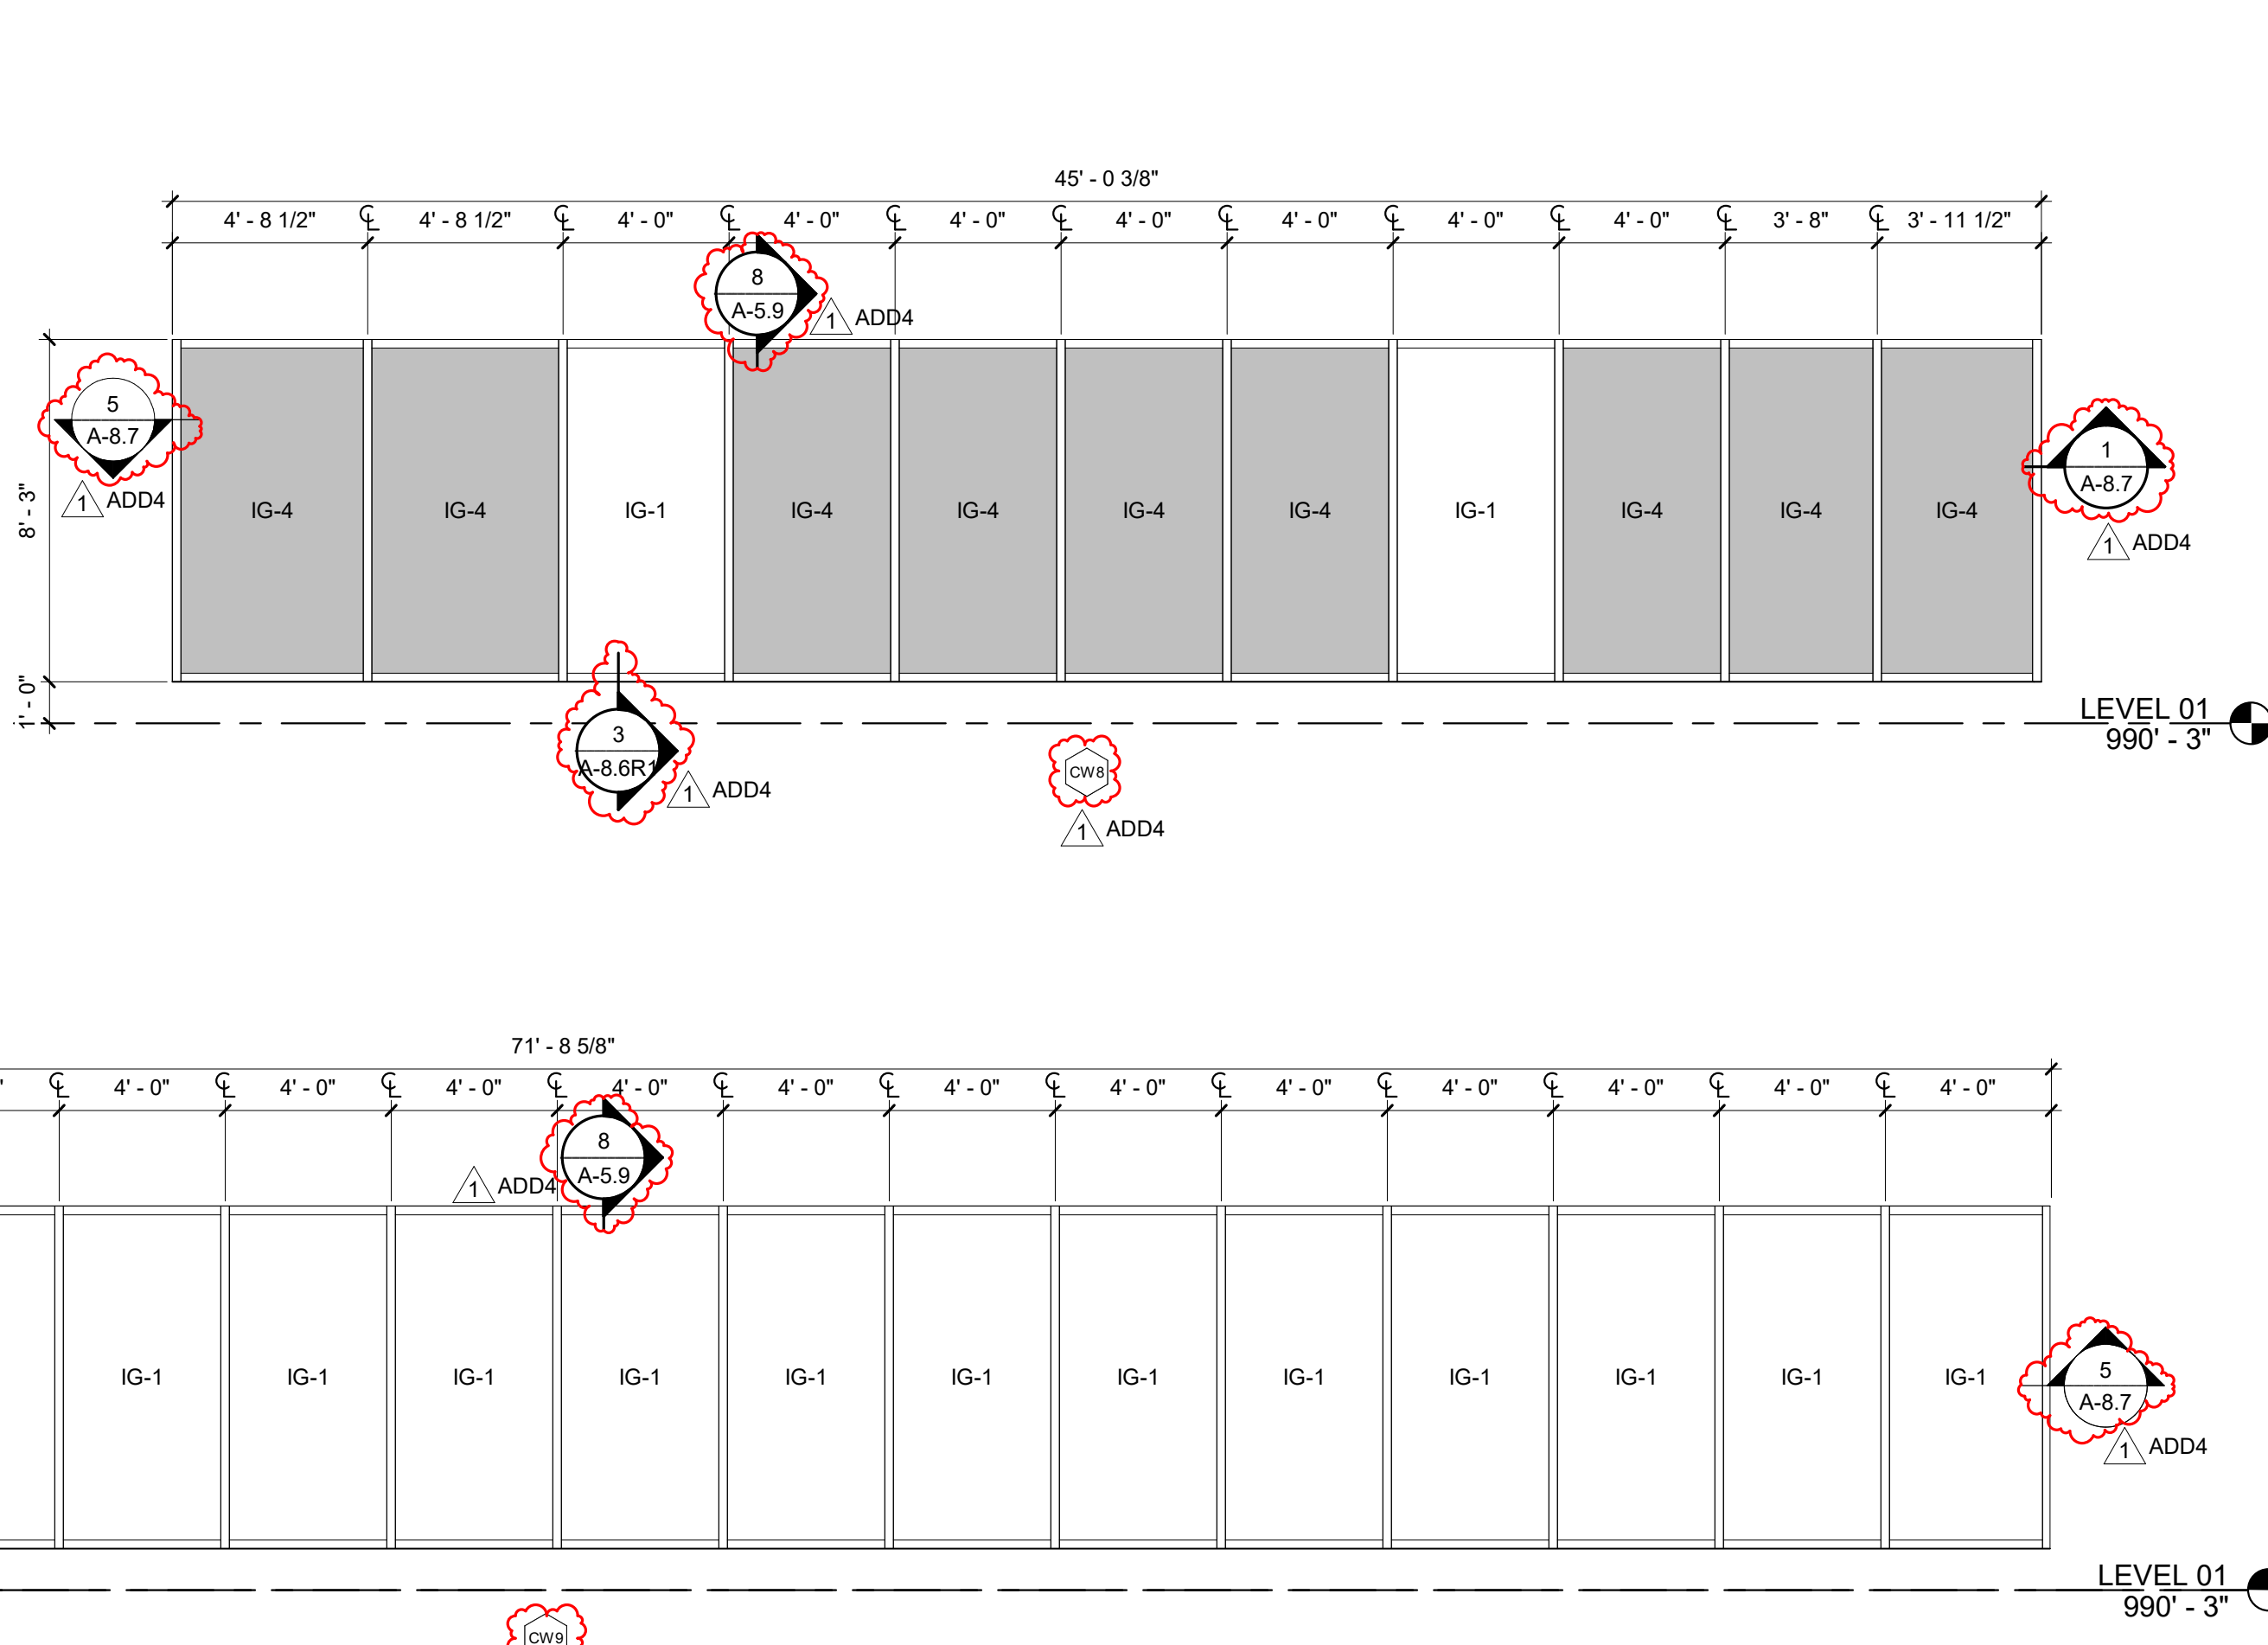 45' - 0 3/8"
4' - 8 1/2" ℄ 4' - 8 1/2" ℄ 4' - 0" ℄ 4' - 0" ℄ 4' - 0" ℄ 4' - 0" ℄ 4' - 0" ℄ 4' - 0" ℄ 4' - 0" ℄ 3' - 8" ℄ 3' - 11 1/2"
8
A-5.9
1 ADD4
5
A-8.7
1 ADD4
8' - 3"
1' - 0"
IG-4 IG-4 IG-1 IG-4 IG-4 IG-4 IG-4 IG-1 IG-4 IG-4 IG-4
1
A-8.7
1 ADD4
3
A-8.6R1
1 ADD4
LEVEL 01
990' - 3"
CW8
1 ADD4
71' - 8 5/8"
℄ 4' - 0" ℄ 4' - 0" ℄ 4' - 0" ℄ 4' - 0" ℄ 4' - 0" ℄ 4' - 0" ℄ 4' - 0" ℄ 4' - 0" ℄ 4' - 0" ℄ 4' - 0" ℄ 4' - 0" ℄ 4' - 0"
8
A-5.9
1 ADD4
IG-1 IG-1 IG-1 IG-1 IG-1 IG-1 IG-1 IG-1 IG-1 IG-1 IG-1 IG-1
5
A-8.7
1 ADD4
LEVEL 01
990' - 3"
CW9